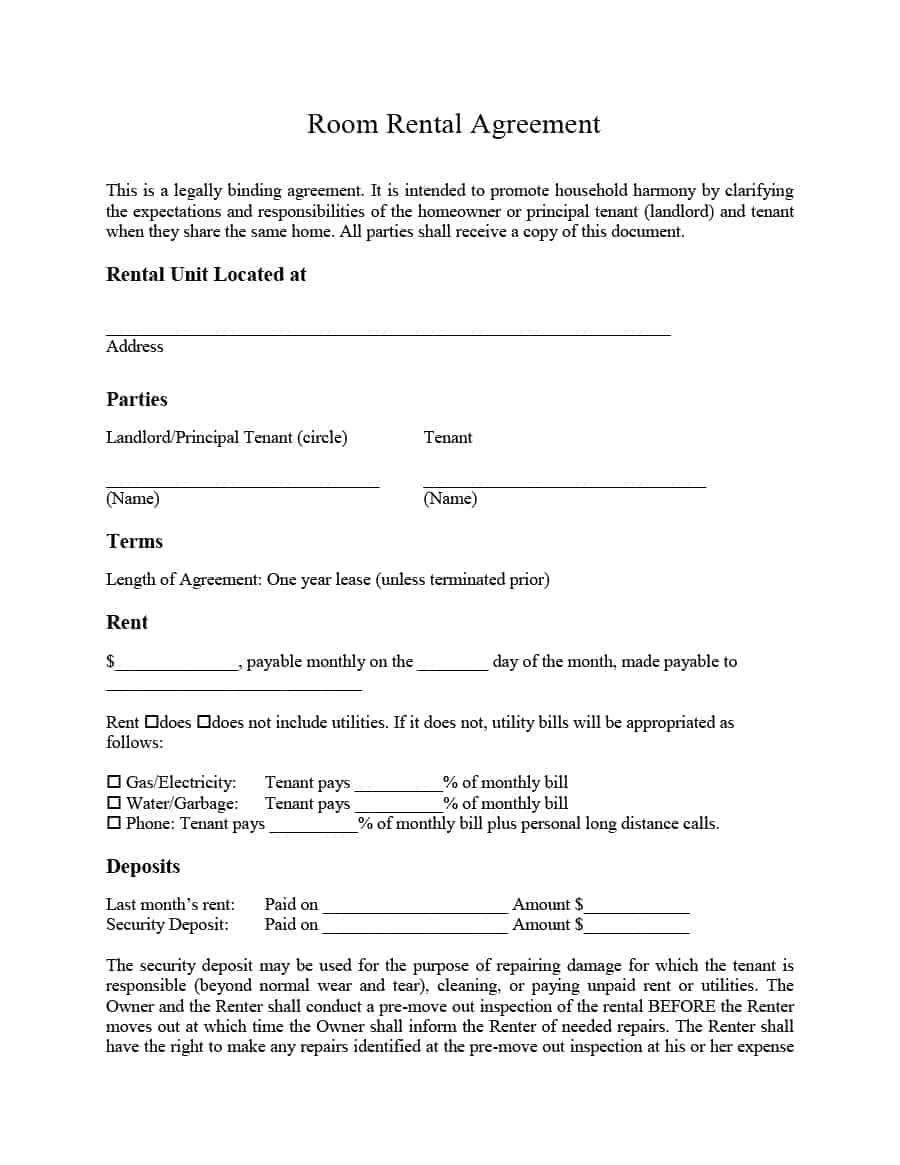 Room Rental Agreement
This is a legally binding agreement. It is intended to promote household harmony by clarifying
the expectations and responsibilities of the homeowner or principal tenant (landlord) and tenant
when they share the same home. All parties shall receive a copy of this document.
Rental Unit Located at
Address
Parties
Landlord/Principal Tenant (circle) Tenant
(Name) (Name)
Terms
Length of Agreement: One year lease (unless terminated prior)
Rent
$______________, payable monthly on the ________ day of the month, made payable to
_____________________________
Rent ☐does ☐does not include utilities. If it does not, utility bills will be appropriated as
follows:
☐ Gas/Electricity: Tenant pays __________% of monthly bill
☐ Water/Garbage: Tenant pays __________% of monthly bill
☐ Phone: Tenant pays __________% of monthly bill plus personal long distance calls.
Deposits
Last month’s rent: Paid on _____________________ Amount $____________
Security Deposit: Paid on _____________________ Amount $____________
The security deposit may be used for the purpose of repairing damage for which the tenant is
responsible (beyond normal wear and tear), cleaning, or paying unpaid rent or utilities. The
Owner and the Renter shall conduct a pre-move out inspection of the rental BEFORE the Renter
moves out at which time the Owner shall inform the Renter of needed repairs. The Renter shall
have the right to make any repairs identified at the pre-move out inspection at his or her expense